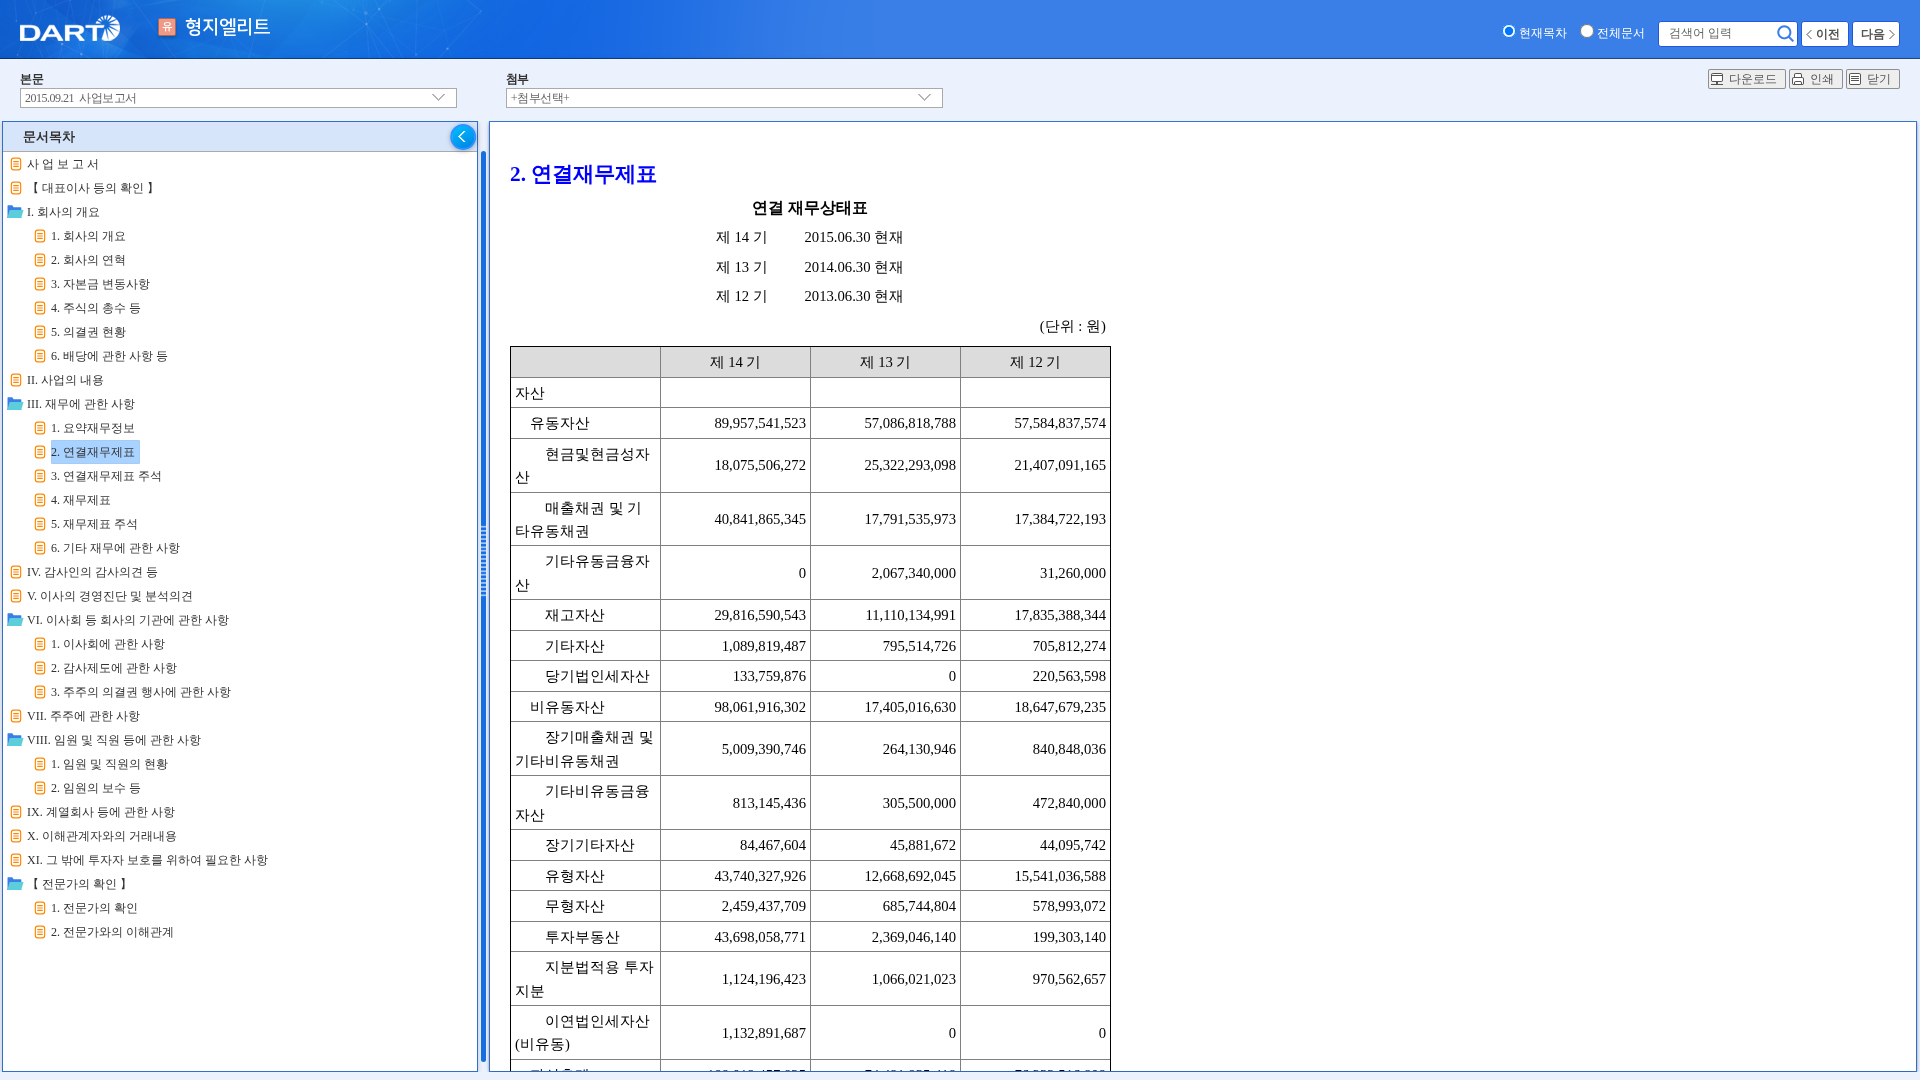 DART 유 형지엘리트
현재목차 전체문서 검색어 입력 이전 다음
본문
2015.09.21 사업보고서
첨부
+첨부선택+
다운로드 인쇄 닫기
문서목차
사 업 보 고 서
【 대표이사 등의 확인 】
I. 회사의 개요
1. 회사의 개요
2. 회사의 연혁
3. 자본금 변동사항
4. 주식의 총수 등
5. 의결권 현황
6. 배당에 관한 사항 등
II. 사업의 내용
III. 재무에 관한 사항
1. 요약재무정보
2. 연결재무제표
3. 연결재무제표 주석
4. 재무제표
5. 재무제표 주석
6. 기타 재무에 관한 사항
IV. 감사인의 감사의견 등
V. 이사의 경영진단 및 분석의견
VI. 이사회 등 회사의 기관에 관한 사항
1. 이사회에 관한 사항
2. 감사제도에 관한 사항
3. 주주의 의결권 행사에 관한 사항
VII. 주주에 관한 사항
VIII. 임원 및 직원 등에 관한 사항
1. 임원 및 직원의 현황
2. 임원의 보수 등
IX. 계열회사 등에 관한 사항
X. 이해관계자와의 거래내용
XI. 그 밖에 투자자 보호를 위하여 필요한 사항
【 전문가의 확인 】
1. 전문가의 확인
2. 전문가와의 이해관계
2. 연결재무제표
연결 재무상태표
제 14 기 2015.06.30 현재
제 13 기 2014.06.30 현재
제 12 기 2013.06.30 현재
(단위 : 원)
제 14 기 제 13 기 제 12 기
자산
유동자산 89,957,541,523 57,086,818,788 57,584,837,574
현금및현금성자
산 18,075,506,272 25,322,293,098 21,407,091,165
매출채권 및 기
타유동채권 40,841,865,345 17,791,535,973 17,384,722,193
기타유동금융자
산 0 2,067,340,000 31,260,000
재고자산 29,816,590,543 11,110,134,991 17,835,388,344
기타자산 1,089,819,487 795,514,726 705,812,274
당기법인세자산 133,759,876 0 220,563,598
비유동자산 98,061,916,302 17,405,016,630 18,647,679,235
장기매출채권 및
기타비유동채권 5,009,390,746 264,130,946 840,848,036
기타비유동금융
자산 813,145,436 305,500,000 472,840,000
장기기타자산 84,467,604 45,881,672 44,095,742
유형자산 43,740,327,926 12,668,692,045 15,541,036,588
무형자산 2,459,437,709 685,744,804 578,993,072
투자부동산 43,698,058,771 2,369,046,140 199,303,140
지분법적용 투자
지분 1,124,196,423 1,066,021,023 970,562,657
이연법인세자산
(비유동) 1,132,891,687 0 0